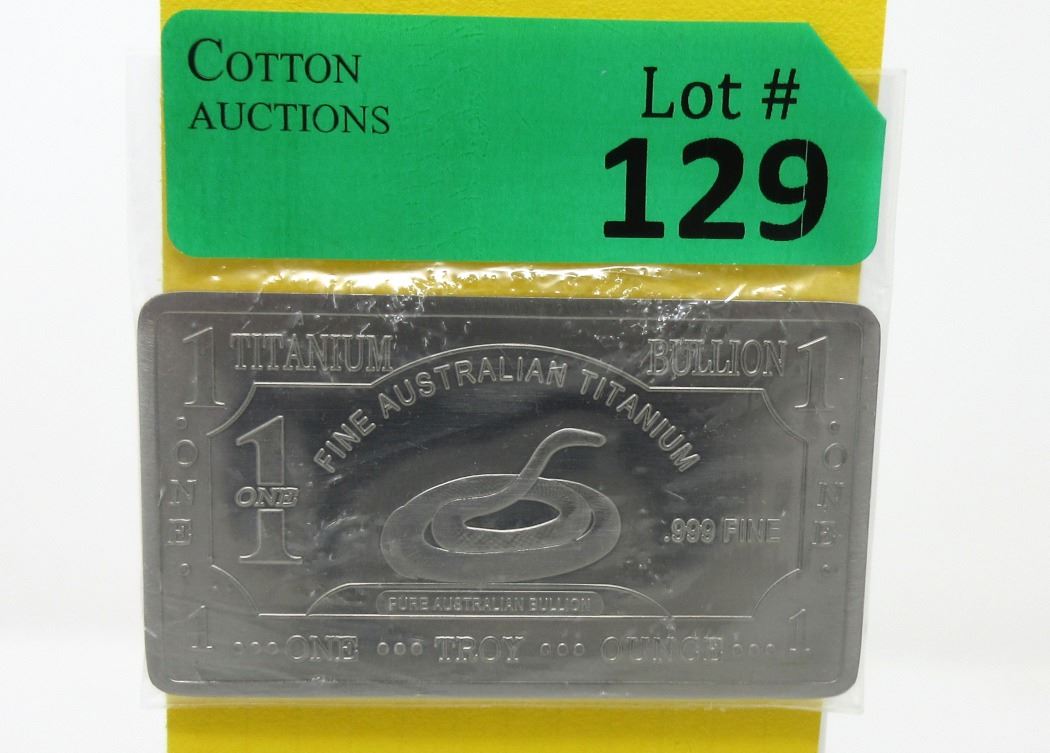 COTTON
AUCTIONS
Lot #
129
1 TITANIUM BULLION 1
FINE AUSTRALIAN TITANIUM
1
ONE
.999 FINE
·ONE·
·ONE·
PURE AUSTRALIAN BULLION
1 ···ONE ··· TROY ··· OUNCE··· 1